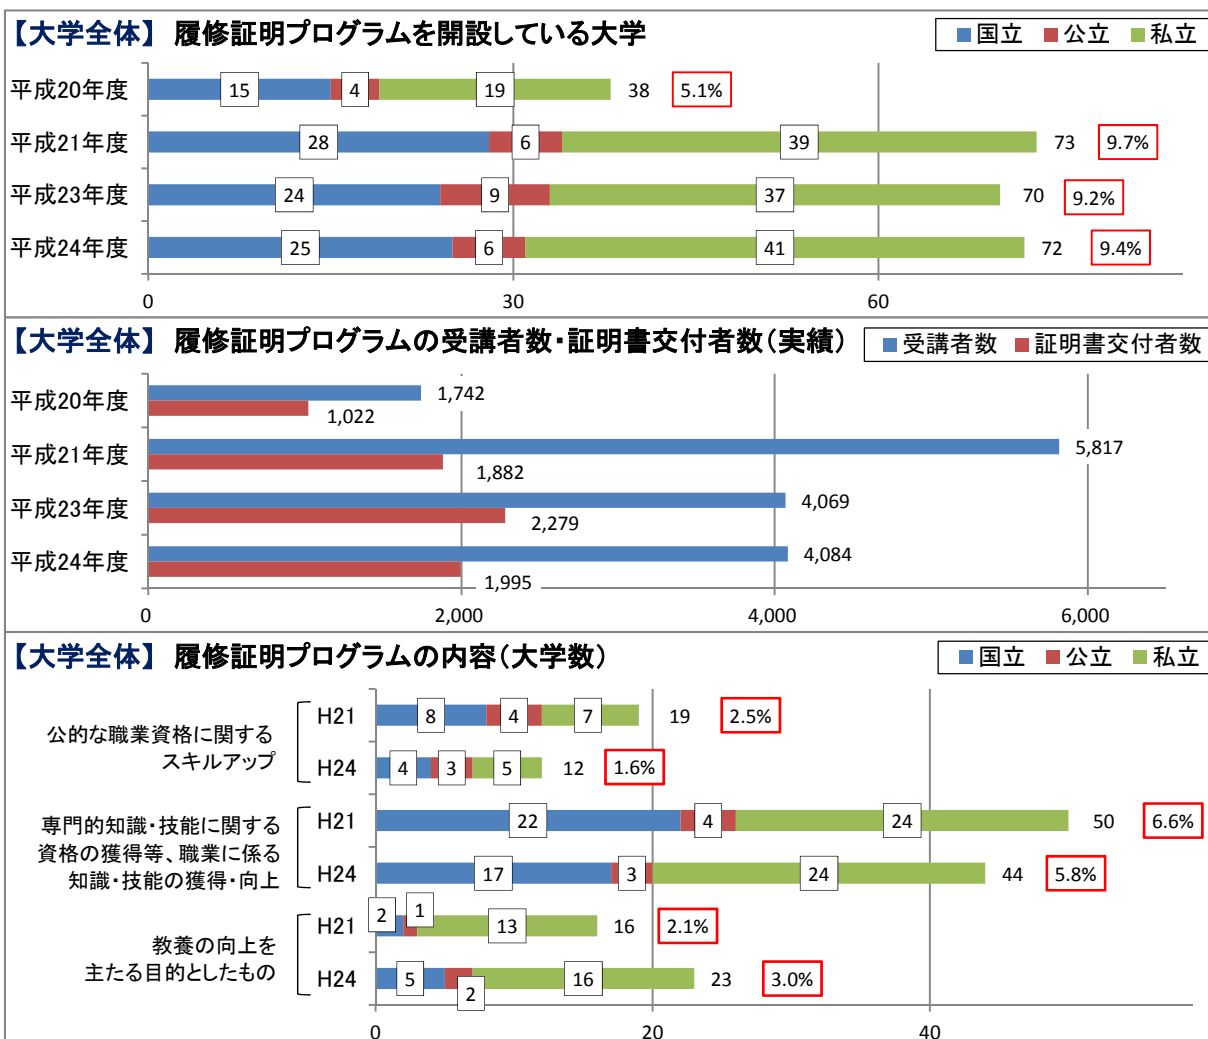 【大学全体】 履修証明プログラムを開設している大学
国立 公立 私立
平成20年度 15 4 19 38 5.1%
平成21年度 28 6 39 73 9.7%
平成23年度 24 9 37 70 9.2%
平成24年度 25 6 41 72 9.4%
0 30 60
【大学全体】 履修証明プログラムの受講者数・証明書交付者数（実績）
受講者数 証明書交付者数
平成20年度 1,742
1,022
平成21年度 5,817
1,882
平成23年度 4,069
2,279
平成24年度 4,084
1,995
0 2,000 4,000 6,000
【大学全体】 履修証明プログラムの内容（大学数）
国立 公立 私立
公的な職業資格に関する
スキルアップ
H21 8 4 7 19 2.5%
H24 4 3 5 12 1.6%
専門的知識・技能に関する
資格の獲得等、職業に係る
知識・技能の獲得・向上
H21 22 4 24 50 6.6%
H24 17 3 24 44 5.8%
教養の向上を
主たる目的としたもの
H21 2 1 13 16 2.1%
H24 5 2 16 23 3.0%
0 20 40